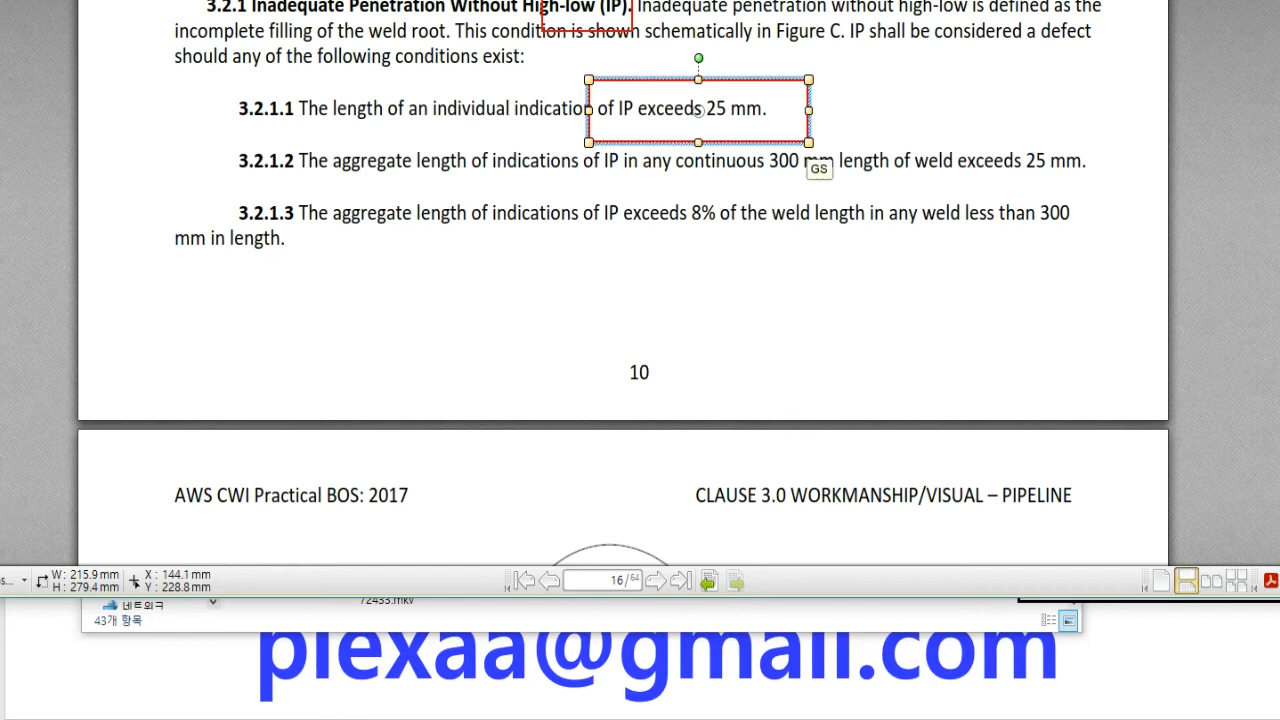 3.2.1 Inadequate Penetration Without High-low (IP). Inadequate penetration without high-low is defined as the
incomplete filling of the weld root. This condition is shown schematically in Figure C. IP shall be considered a defect
should any of the following conditions exist:
3.2.1.1 The length of an individual indication of IP exceeds 25 mm.
3.2.1.2 The aggregate length of indications of IP in any continuous 300 mm length of weld exceeds 25 mm.
GS
3.2.1.3 The aggregate length of indications of IP exceeds 8% of the weld length in any weld less than 300
mm in length.
10
AWS CWI Practical BOS: 2017
CLAUSE 3.0 WORKMANSHIP/VISUAL – PIPELINE
s...
W: 215.9 mm
H: 279.4 mm
X: 144.1 mm
Y: 228.8 mm
16/64
네트워크
72433.mkv
43개 항목
plexaa@gmail.com